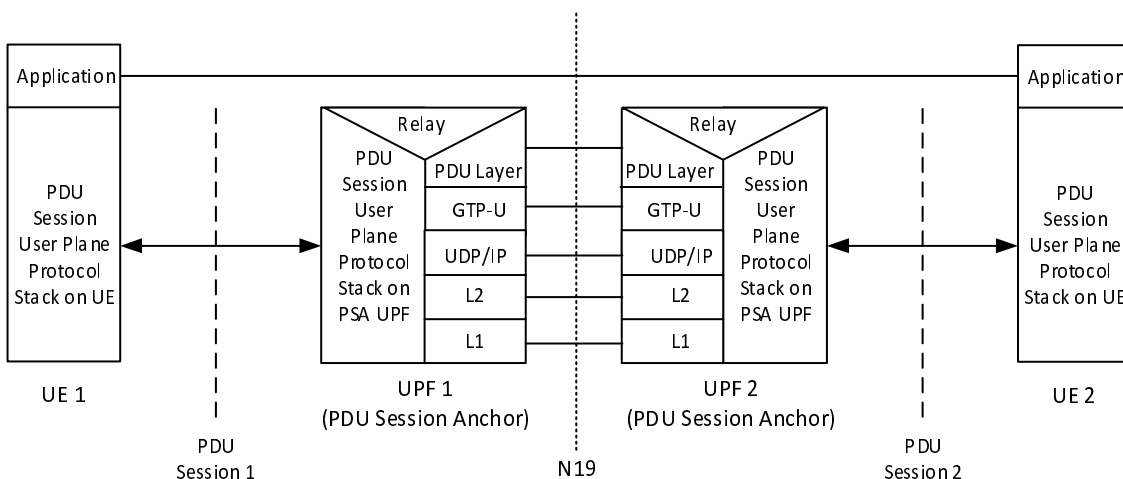 Application
PDU
Session
User Plane
Protocol
Stack on UE
UE 1
PDU
Session 1
Relay
PDU
Session
User
Plane
Protocol
Stack on
PSA UPF
PDU Layer
GTP-U
UDP/IP
L2
L1
UPF 1
(PDU Session Anchor)
N19
Relay
PDU Layer
GTP-U
UDP/IP
L2
L1
PDU
Session
User
Plane
Protocol
Stack on
PSA UPF
UPF 2
(PDU Session Anchor)
PDU
Session 2
Application
PDU
Session
User Plane
Protocol
Stack on UE
UE 2